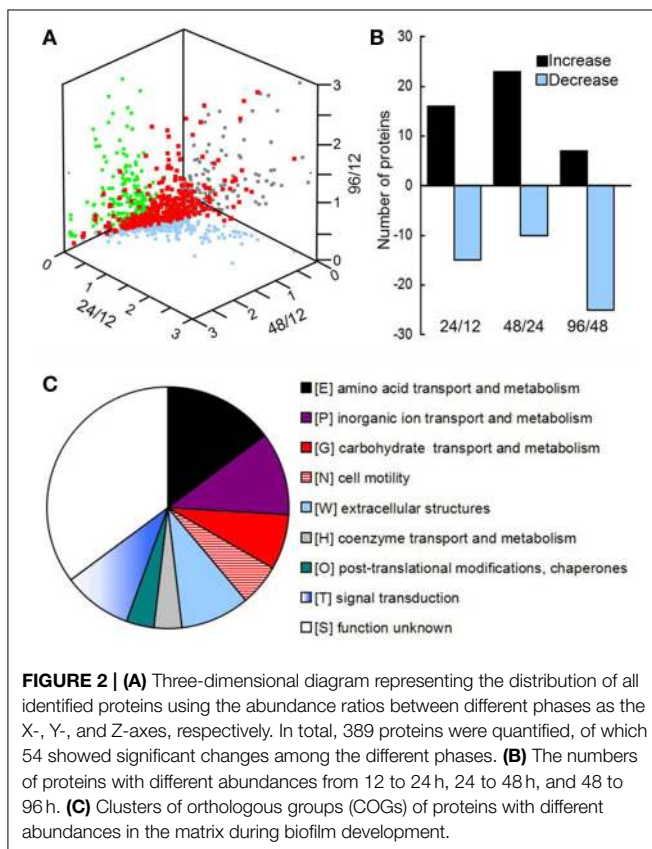 A
3
2
1
0
96/12
0
1
2
3
24/12
3
2
1
0
48/12
B
30
20
10
0
-10
-20
-30
Number of proteins
Increase
Decrease
24/12 48/24 96/48
C
[E] amino acid transport and metabolism
[P] inorganic ion transport and metabolism
[G] carbohydrate transport and metabolism
[N] cell motility
[W] extracellular structures
[H] coenzyme transport and metabolism
[O] post-translational modifications, chaperones
[T] signal transduction
[S] function unknown
FIGURE 2 | (A) Three-dimensional diagram representing the distribution of all
identified proteins using the abundance ratios between different phases as the
X-, Y-, and Z-axes, respectively. In total, 389 proteins were quantified, of which
54 showed significant changes among the different phases. (B) The numbers
of proteins with different abundances from 12 to 24 h, 24 to 48 h, and 48 to
96 h. (C) Clusters of orthologous groups (COGs) of proteins with different
abundances in the matrix during biofilm development.